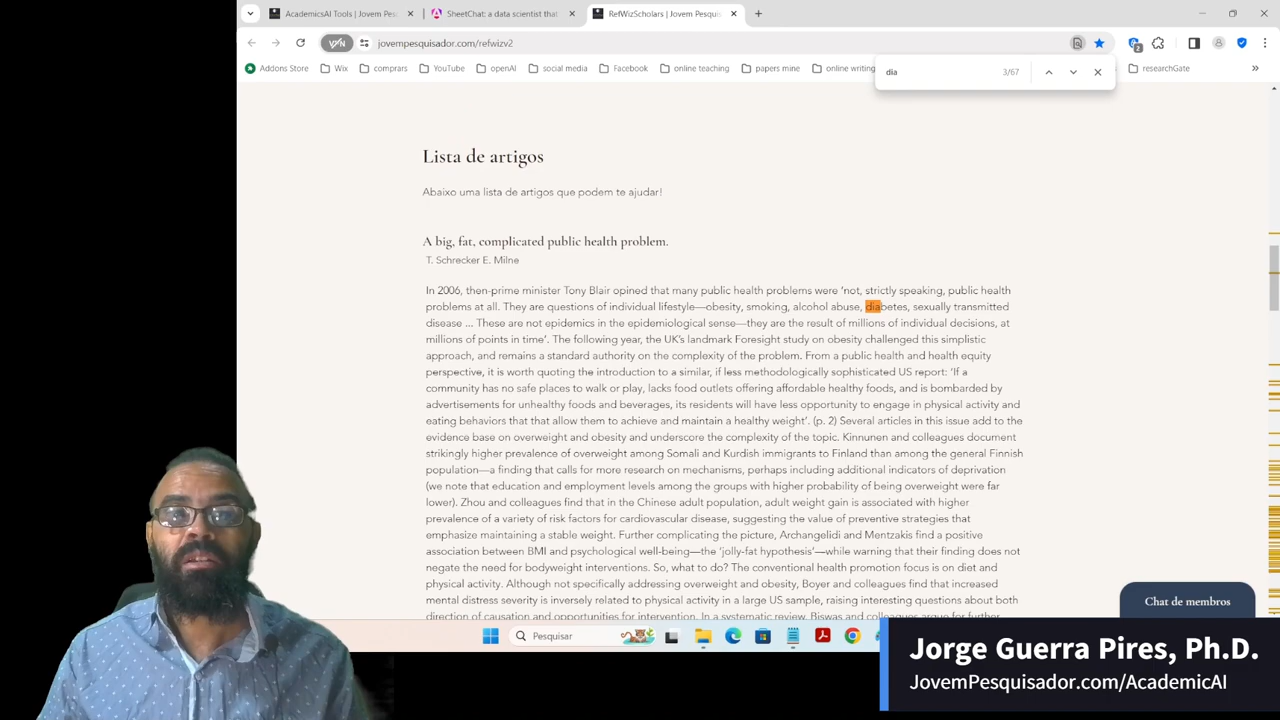 AcademicsAI Tools | Jovem Pes
SheetChat: a data scientist that
RefWizScholars | Jovem Pesquis
VPN
jovempesquisador.com/refwizv2
2
Addons Store
Wix
comprars
YouTube
openAI
social media
Facebook
online teaching
papers mine
online writing
researchGate
»
dia
3/67
Lista de artigos
Abaixo uma lista de artigos que podem te ajudar!
A big, fat, complicated public health problem.
T. Schrecker E. Milne
In 2006, then-prime minister Tony Blair opined that many public health problems were ‘not, strictly speaking, public health
problems at all. They are questions of individual lifestyle—obesity, smoking, alcohol abuse, diabetes, sexually transmitted
disease ... These are not epidemics in the epidemiological sense—they are the result of millions of individual decisions, at
millions of points in time’. The following year, the UK’s landmark Foresight study on obesity challenged this simplistic
approach, and remains a standard authority on the complexity of the problem. From a public health and health equity
perspective, it is worth quoting the introduction to a similar, if less methodologically sophisticated US report: ‘If a
community has no safe places to walk or play, lacks food outlets offering affordable healthy foods, and is bombarded by
advertisements for unhealthy foods and beverages, its residents will have less opportunity to engage in physical activity and
eating behaviors that that allow them to achieve and maintain a healthy weight’. (p. 2) Several articles in this issue add to the
evidence base on overweight and obesity and underscore the complexity of the topic. Kinnunen and colleagues document
strikingly higher prevalence of overweight among Somali and Kurdish immigrants to Finland than among the general Finnish
population—a finding that calls for more research on mechanisms, perhaps including additional indicators of deprivation
(we note that education and employment levels among the groups with higher probability of being overweight were far
lower). Zhou and colleagues find that in the Chinese adult population, adult weight gain is associated with higher
prevalence of a variety of risk factors for cardiovascular disease, suggesting the value of preventive strategies that
emphasize maintaining a stable weight. Further complicating the picture, Archangelidi and Mentzakis find a positive
association between BMI and psychological well-being—the ‘jolly-fat hypothesis’—while warning that their finding does not
negate the need for bodyweight interventions. So, what to do? The conventional health promotion focus is on diet and
physical activity. Although not specifically addressing overweight and obesity, Boyer and colleagues find that increased
mental distress severity is inversely related to physical activity in a large US sample, raising interesting questions about both
direction of causation and opportunities for intervention. In a systematic review, Biswas and colleagues argue for further
Chat de membros
Pesquisar
Jorge Guerra Pires, Ph.D.
JovemPesquisador.com/AcademicAI